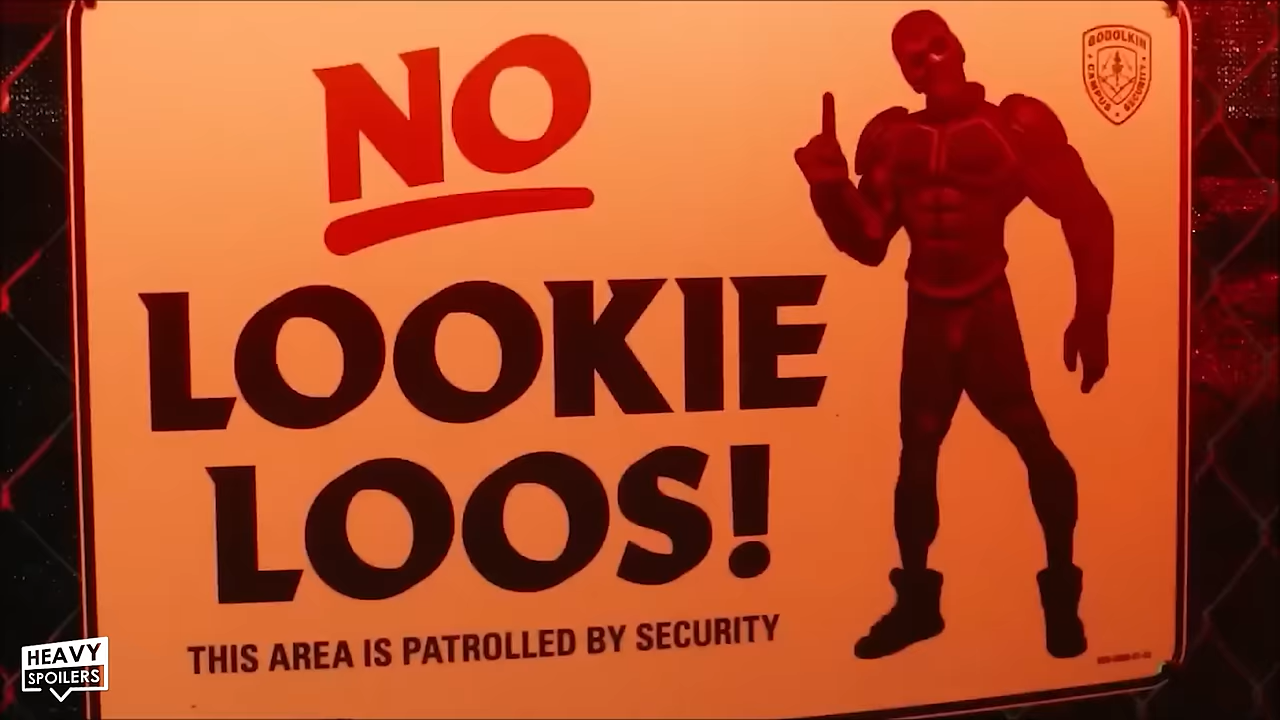 NO
LOOKIE
LOOS!
THIS AREA IS PATROLLED BY SECURITY
GODOLKIN
CAMPUS SECURITY
HEAVY
SPOILERS